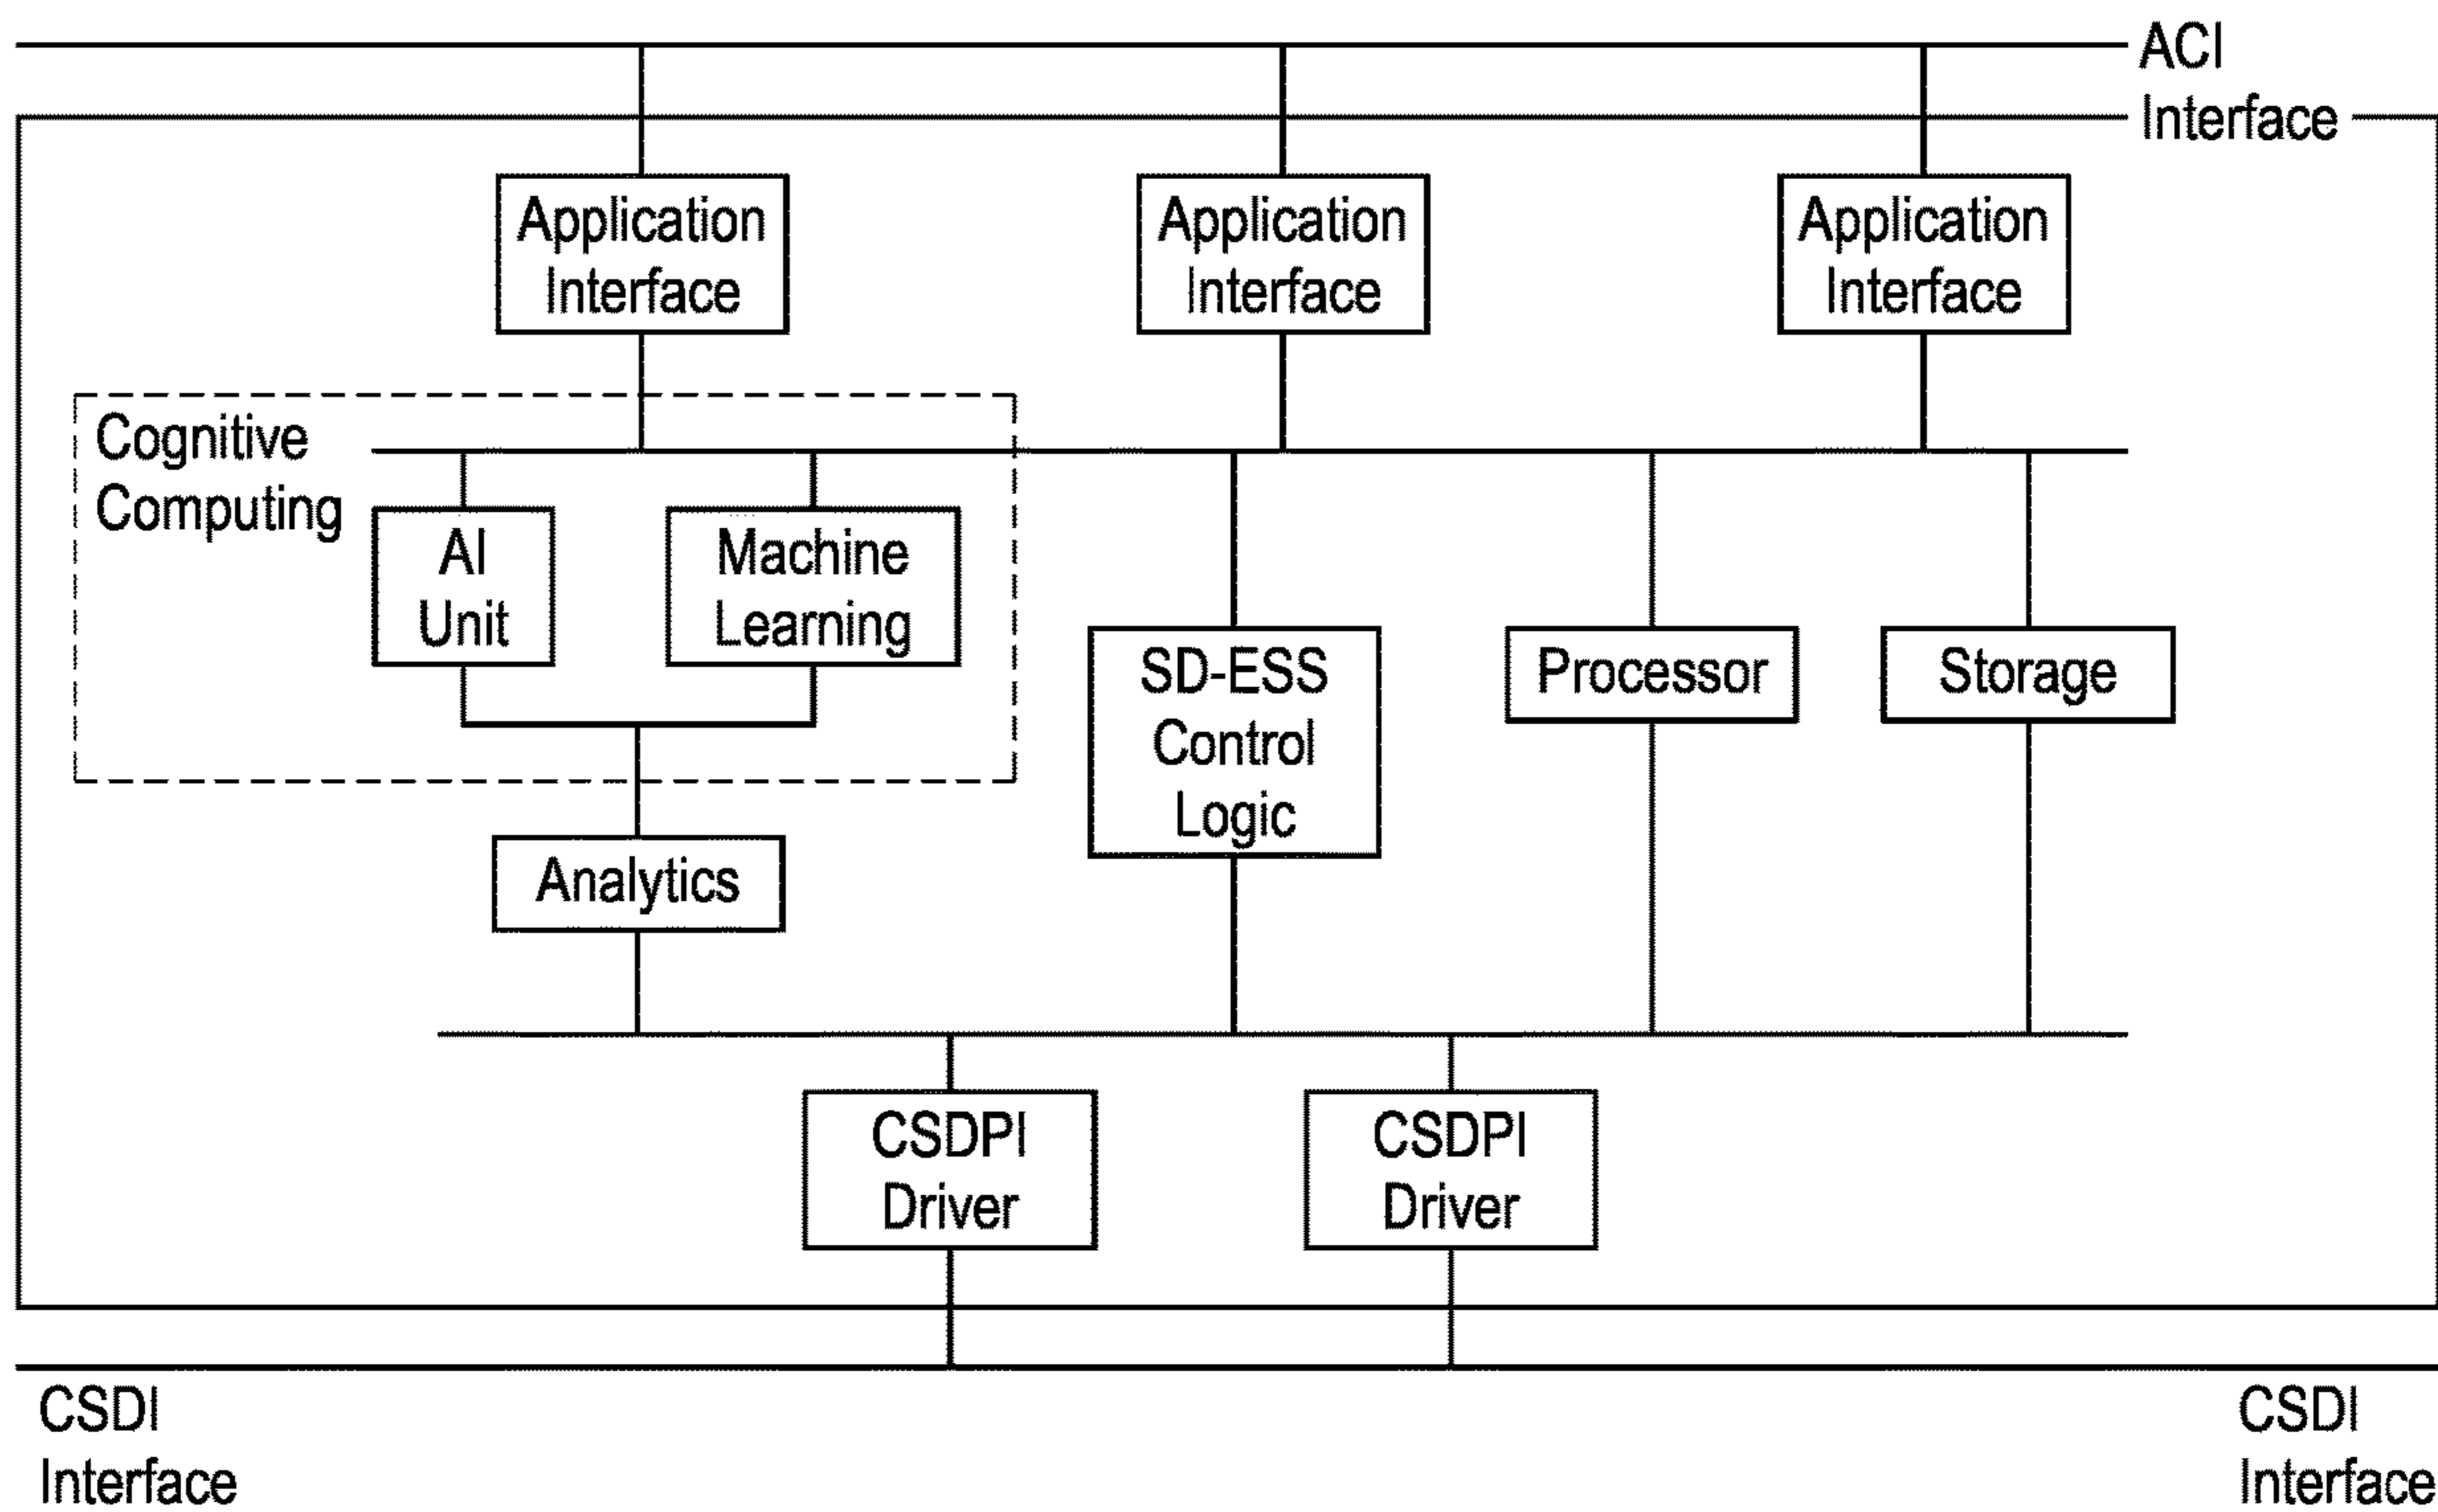 ACI
Interface
Application
Interface
Application
Interface
Application
Interface
Cognitive
Computing
AI
Unit
Machine
Learning
SD-ESS
Control
Logic
Processor
Storage
Analytics
CSDPI
Driver
CSDPI
Driver
CSDI
Interface
CSDI
Interface